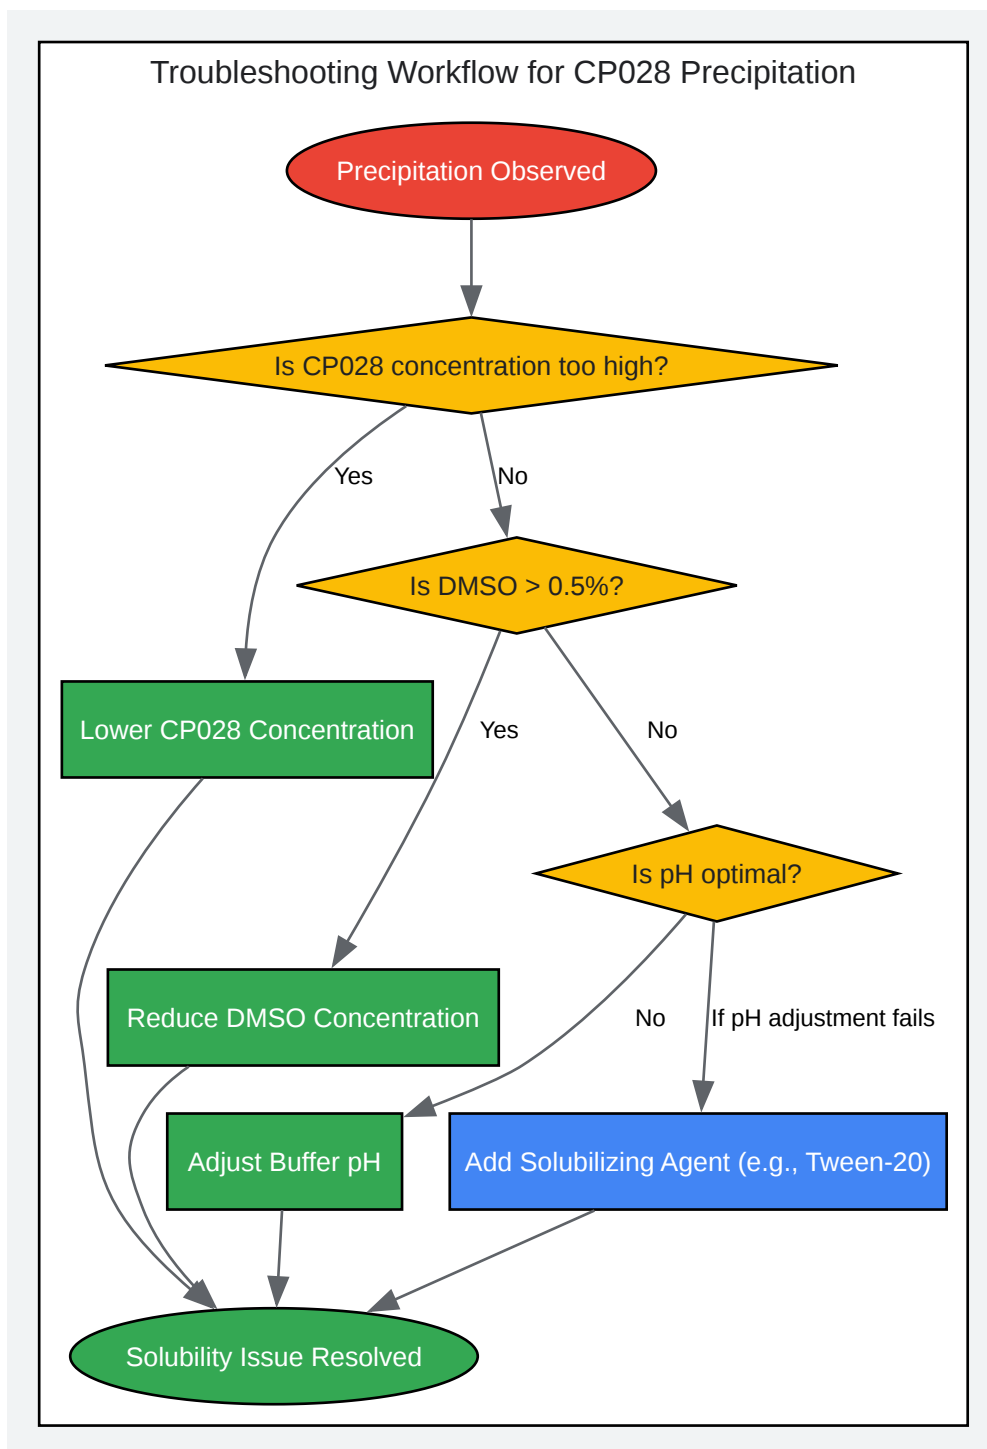 Troubleshooting Workflow for CP028 Precipitation
Precipitation Observed
Is CP028 concentration too high?
Yes
No
Is DMSO > 0.5%?
Lower CP028 Concentration
Yes
No
Is pH optimal?
Reduce DMSO Concentration
No
If pH adjustment fails
Adjust Buffer pH
Add Solubilizing Agent (e.g., Tween-20)
Solubility Issue Resolved